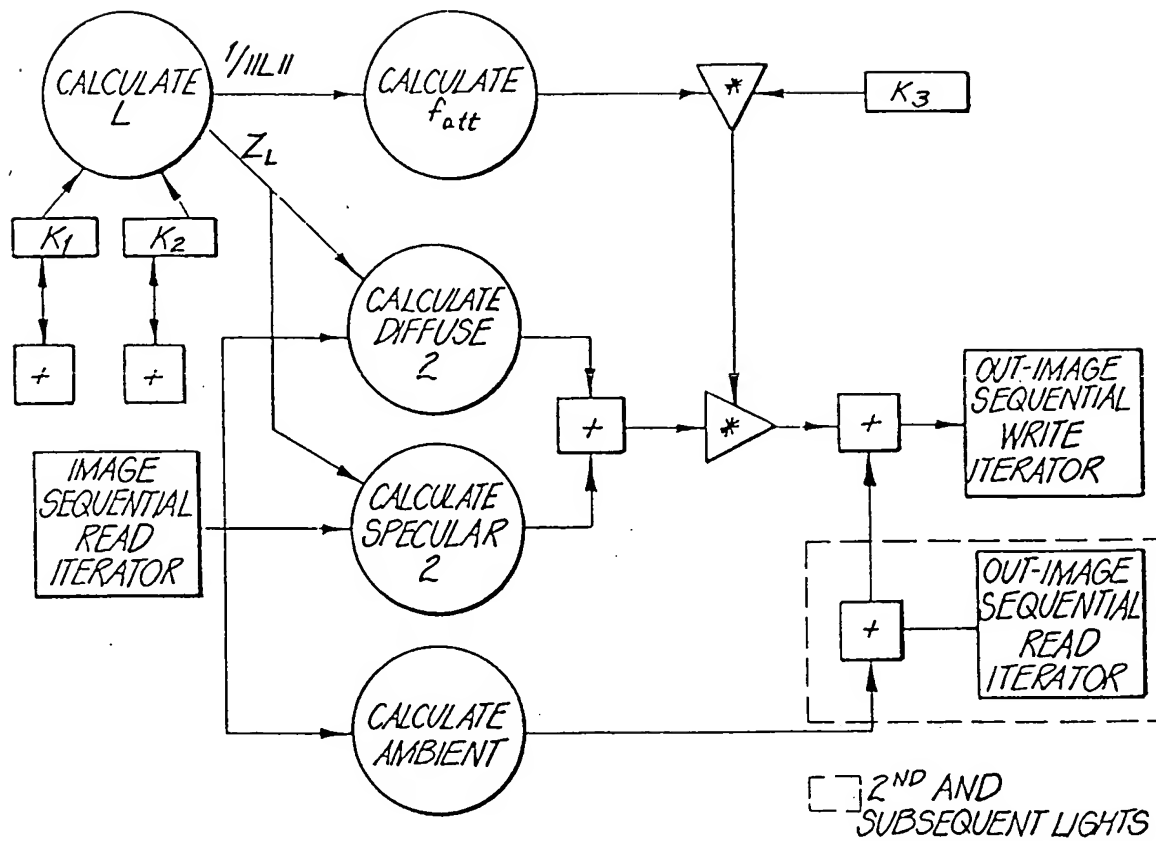 CALCULATE
L
1/||L||
CALCULATE
fatt
*
K3
ZL
K1
K2
+
+
CALCULATE
DIFFUSE
2
+
*
+
OUT-IMAGE
SEQUENTIAL
WRITE
ITERATOR
IMAGE
SEQUENTIAL
READ
ITERATOR
CALCULATE
SPECULAR
2
+
OUT-IMAGE
SEQUENTIAL
READ
ITERATOR
CALCULATE
AMBIENT
2ND AND
SUBSEQUENT LIGHTS